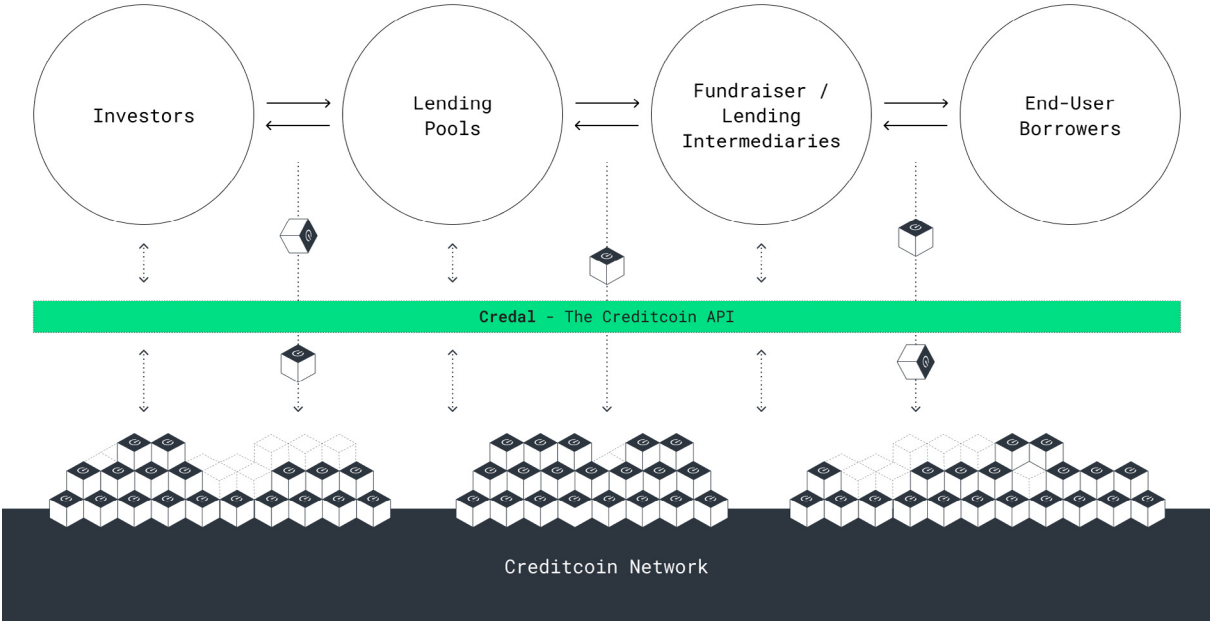 Investors
Lending
Pools
Fundraiser /
Lending
Intermediaries
End-User
Borrowers
Credal - The Creditcoin API
Creditcoin Network